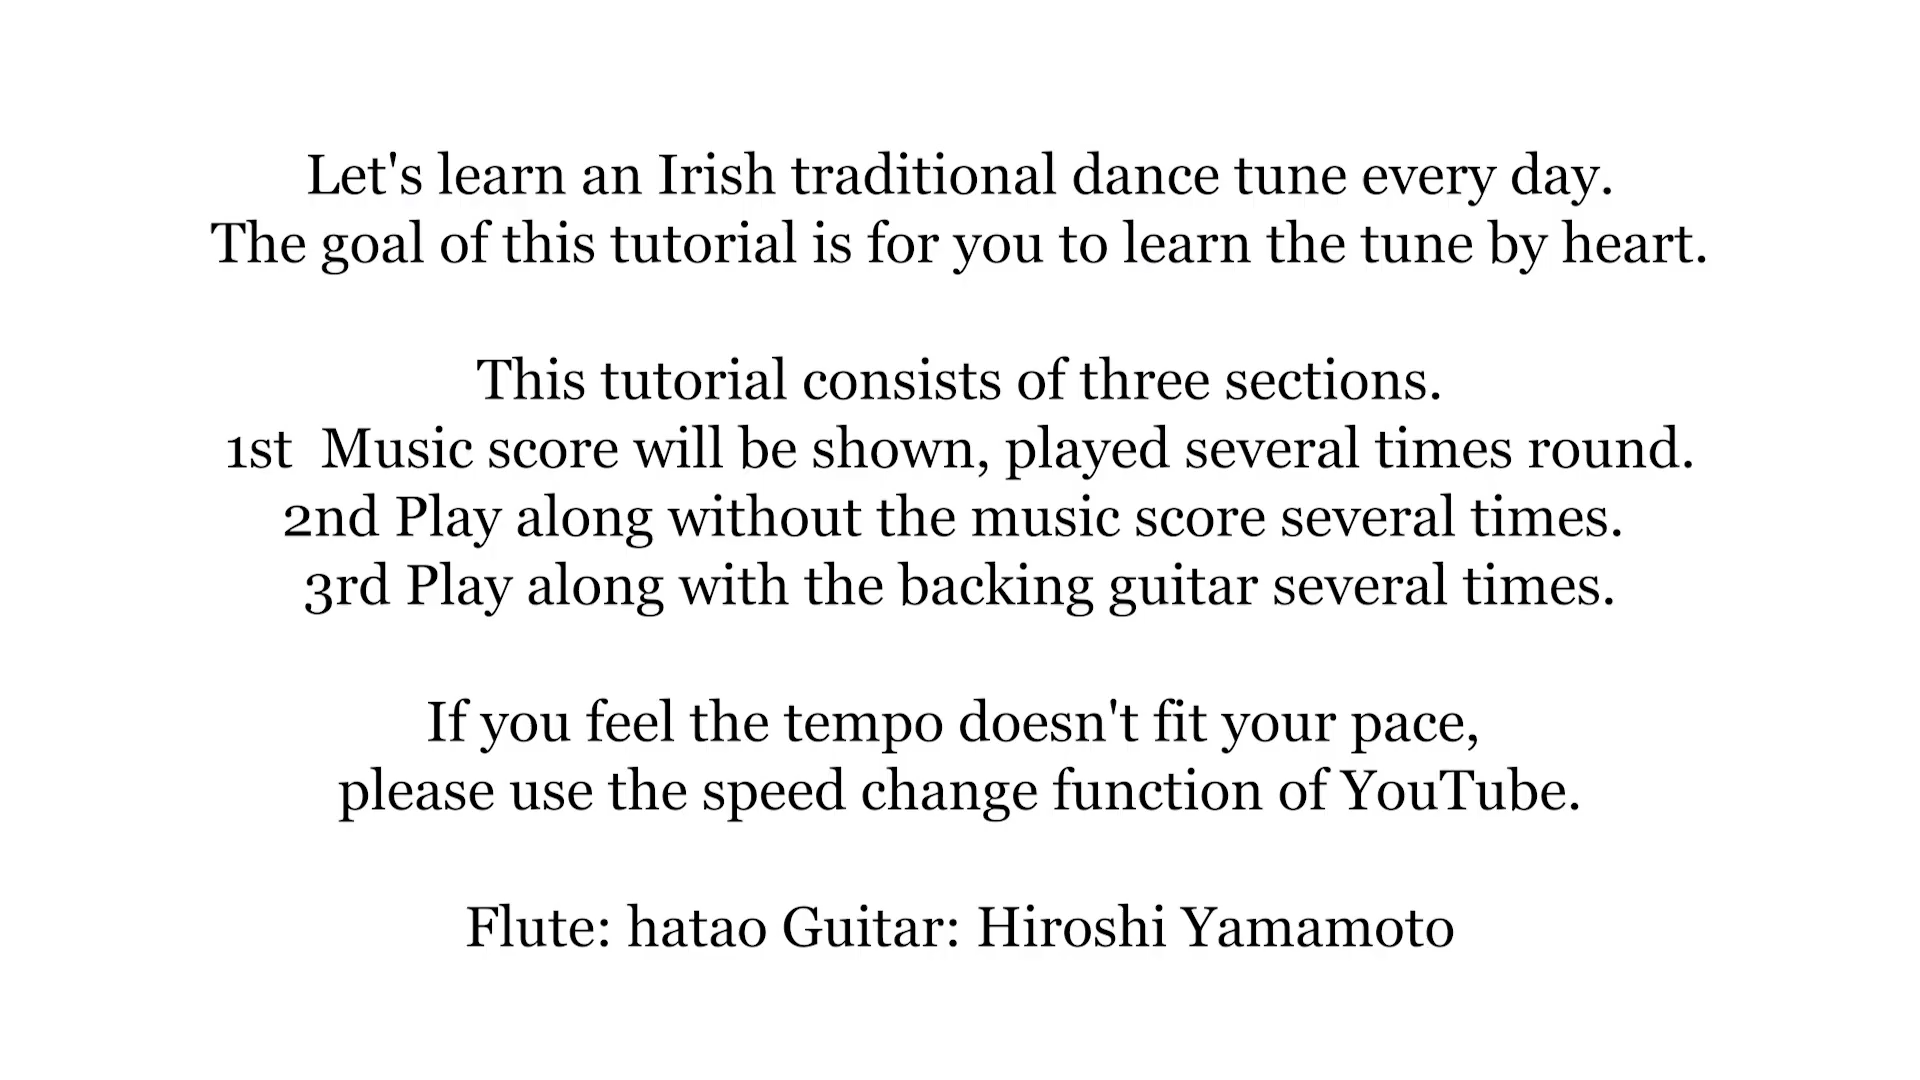 Let's learn an Irish traditional dance tune every day.
The goal of this tutorial is for you to learn the tune by heart.
This tutorial consists of three sections.
1st  Music score will be shown, played several times round.
2nd Play along without the music score several times.
3rd Play along with the backing guitar several times.
If you feel the tempo doesn't fit your pace,
please use the speed change function of YouTube.
Flute: hatao Guitar: Hiroshi Yamamoto